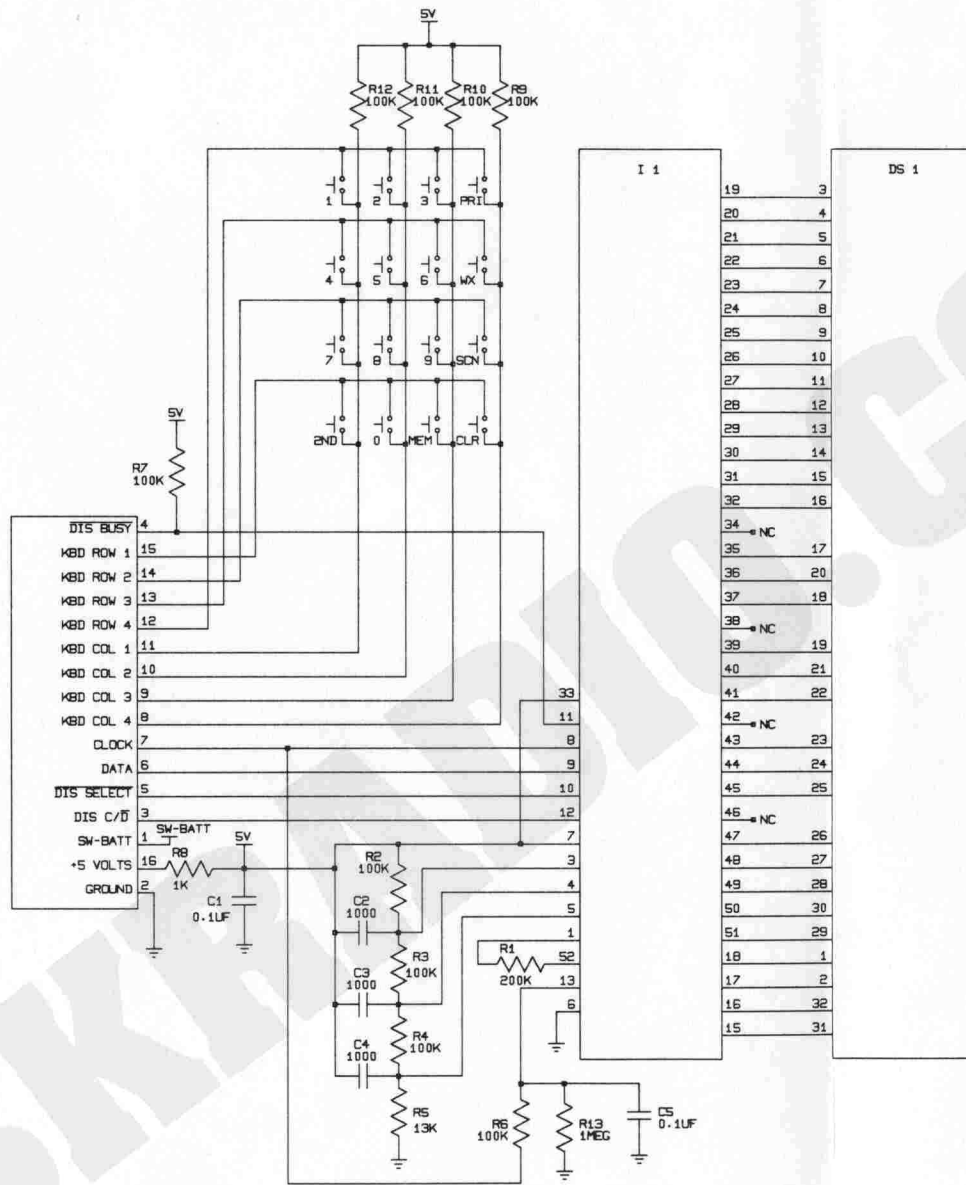 5V
R12 R11 R10 R9
100K 100K 100K 100K
I 1
DS 1
1 2 3 PRI
4 5 6 WX
7 8 9 SCN
2ND 0 MEM CLR
5V
R7
100K
DIS BUSY 4
KBD ROW 1 15
KBD ROW 2 14
KBD ROW 3 13
KBD ROW 4 12
KBD COL 1 11
KBD COL 2 10
KBD COL 3 9
KBD COL 4 8
CLOCK 7
DATA 6
DIS SELECT 5
DIS C/D 3
SW-BATT 1 SW-BATT
+5 VOLTS 16
GROUND 2
R8
1K
5V
C1
0.1UF
R2
100K
C2
1000
R3
100K
C3
1000
R4
100K
C4
1000
R5
13K
33
11
8
9
10
12
7
3
4
5
1
52
13
6
R1
200K
R6
100K
R13
1MEG
C5
0.1UF
19 3
20 4
21 5
22 6
23 7
24 8
25 9
26 10
27 11
28 12
29 13
30 14
31 15
32 16
34 NC
35 17
36 20
37 18
38 NC
39 19
40 21
41 22
42 NC
43 23
44 24
45 25
46 NC
47 26
48 27
49 28
50 30
51 29
18 1
17 2
16 32
15 31